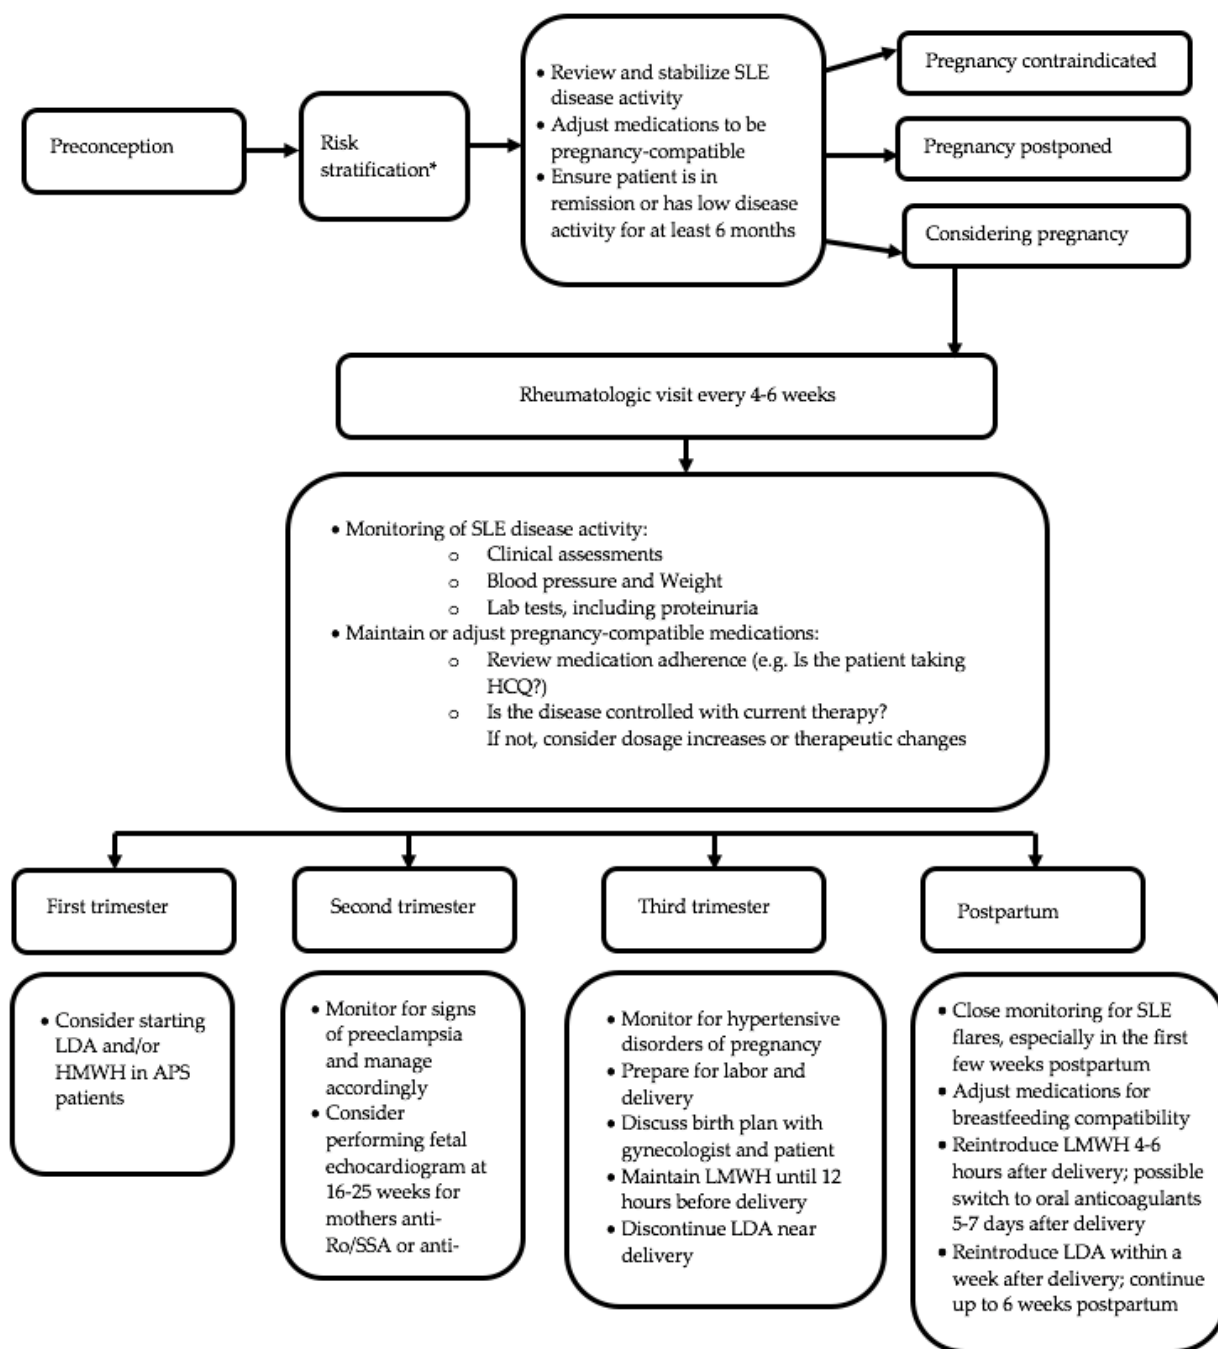 Preconception
Risk
stratification*
• Review and stabilize SLE
disease activity
• Adjust medications to be
pregnancy-compatible
• Ensure patient is in
remission or has low disease
activity for at least 6 months
Pregnancy contraindicated
Pregnancy postponed
Considering pregnancy
Rheumatologic visit every 4-6 weeks
• Monitoring of SLE disease activity:
o Clinical assessments
o Blood pressure and Weight
o Lab tests, including proteinuria
• Maintain or adjust pregnancy-compatible medications:
o Review medication adherence (e.g. Is the patient taking
HCQ?)
o Is the disease controlled with current therapy?
If not, consider dosage increases or therapeutic changes
First trimester
• Consider starting
LDA and/or
HMWH in APS
patients
Second trimester
• Monitor for signs
of preeclampsia
and manage
accordingly
• Consider
performing fetal
echocardiogram at
16-25 weeks for
mothers anti-
Ro/SSA or anti-
Third trimester
• Monitor for hypertensive
disorders of pregnancy
• Prepare for labor and
delivery
• Discuss birth plan with
gynecologist and patient
• Maintain LMWH until 12
hours before delivery
• Discontinue LDA near
delivery
Postpartum
• Close monitoring for SLE
flares, especially in the first
few weeks postpartum
• Adjust medications for
breastfeeding compatibility
• Reintroduce LMWH 4-6
hours after delivery; possible
switch to oral anticoagulants
5-7 days after delivery
• Reintroduce LDA within a
week after delivery; continue
up to 6 weeks postpartum